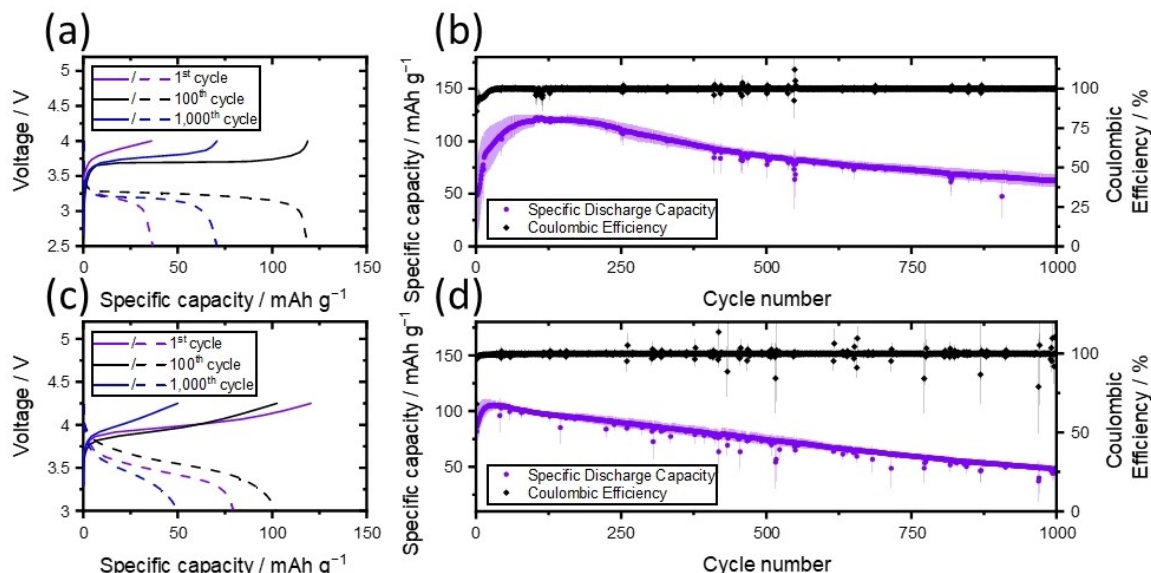 (a)
Voltage / V
5
4.25
3.5
3
2.5
/ 1st cycle
/ 100th cycle
/ 1,000th cycle
0
50
100
150
Specific capacity / mAh g−1
(b)
Specific capacity / mAh g−1
150
100
50
0
Specific Discharge Capacity
Coulombic Efficiency
0
250
500
750
1000
Cycle number
100
75
50
25
0
Coulombic
Efficiency / %
(c)
Voltage / V
5
4.25
4
3.5
3
/ 1st cycle
/ 100th cycle
/ 1,000th cycle
0
50
100
150
Specific capacity / mAh g−1
(d)
Specific capacity / mAh g−1
150
100
50
Specific Discharge Capacity
Coulombic Efficiency
0
250
500
750
1000
Cycle number
100
50
0
Coulombic
Efficiency / %